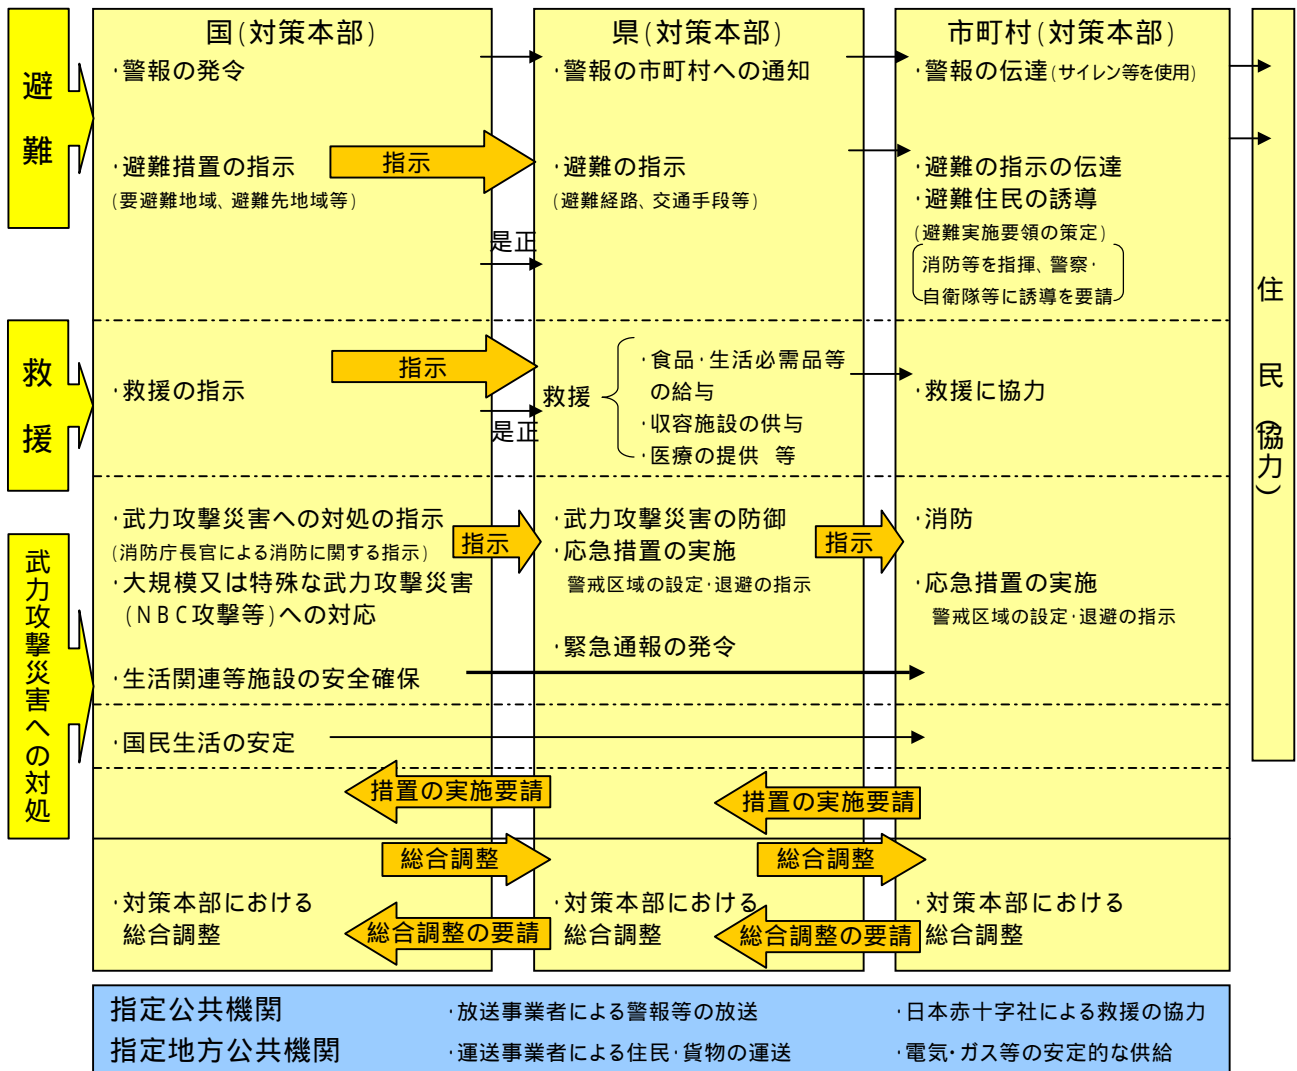 避難
国(対策本部)
・警報の発令
・避難措置の指示
(要避難地域、避難先地域等)
指示
是正
県(対策本部)
・警報の市町村への通知
・避難の指示
(避難経路、交通手段等)
市町村(対策本部)
・警報の伝達(サイレン等を使用)
・避難の指示の伝達
・避難住民の誘導
(避難実施要領の策定)
消防等を指揮、警察・
自衛隊等に誘導を要請
住民(協力)
救援
・救援の指示
指示
是正
救援
・食品・生活必需品等
の給与
・収容施設の供与
・医療の提供 等
・救援に協力
武力攻撃災害への対処
・武力攻撃災害への対処の指示
(消防庁長官による消防に関する指示)
・大規模又は特殊な武力攻撃災害
(NBC攻撃等)への対応
・生活関連等施設の安全確保
指示
・武力攻撃災害の防御
・応急措置の実施
警戒区域の設定・退避の指示
・緊急通報の発令
指示
・消防
・応急措置の実施
警戒区域の設定・退避の指示
・国民生活の安定
措置の実施要請
措置の実施要請
総合調整
総合調整
・対策本部における
総合調整
総合調整の要請
・対策本部における
総合調整
総合調整の要請
・対策本部における
総合調整
指定公共機関
・放送事業者による警報等の放送
・日本赤十字社による救援の協力
指定地方公共機関
・運送事業者による住民・貨物の運送
・電気・ガス等の安定的な供給